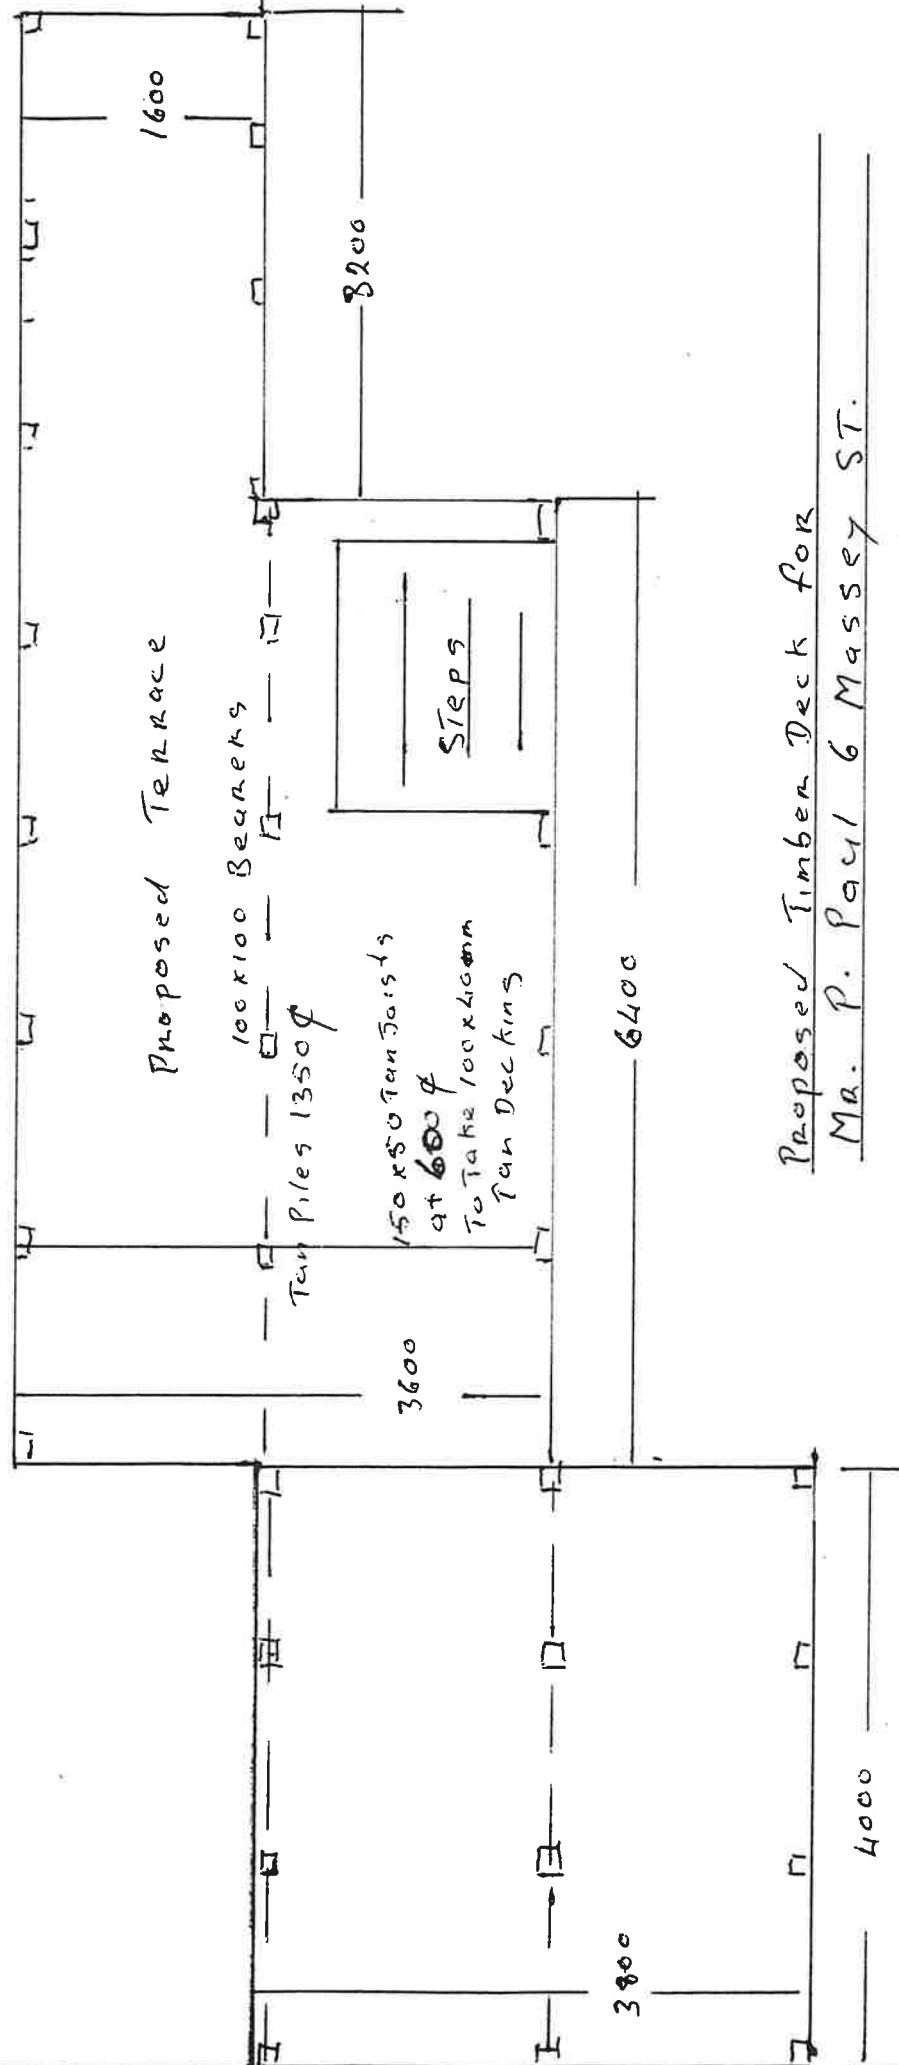 1600
3200
Proposed Terrace
100x100 Bearers
Tan Piles 1350 ℄
150x50 Tan Joists
at 600 ℄
To Take 100x40mm
Tan Decking
Steps
3600
6400
3800
4000
Proposed Timber Deck for
Mr. P. Paul 6 Massey St.